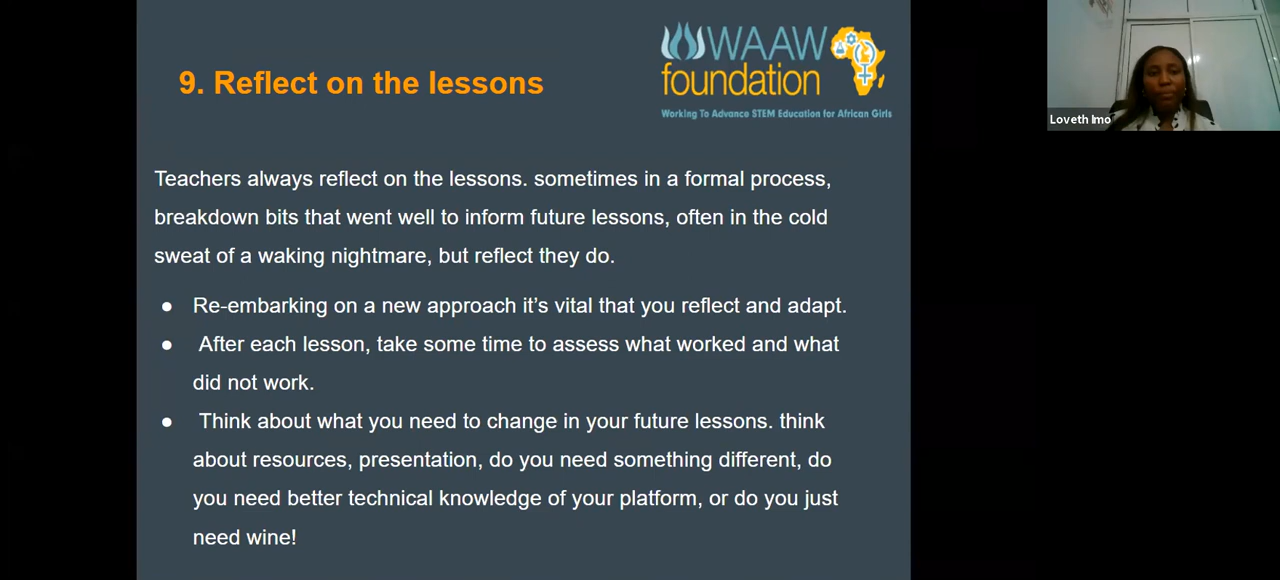 9. Reflect on the lessons
WAAW
foundation
Working To Advance STEM Education for African Girls
Loveth Imo
Teachers always reflect on the lessons. sometimes in a formal process,
breakdown bits that went well to inform future lessons, often in the cold
sweat of a waking nightmare, but reflect they do.
● Re-embarking on a new approach it’s vital that you reflect and adapt.
● After each lesson, take some time to assess what worked and what
did not work.
● Think about what you need to change in your future lessons. think
about resources, presentation, do you need something different, do
you need better technical knowledge of your platform, or do you just
need wine!